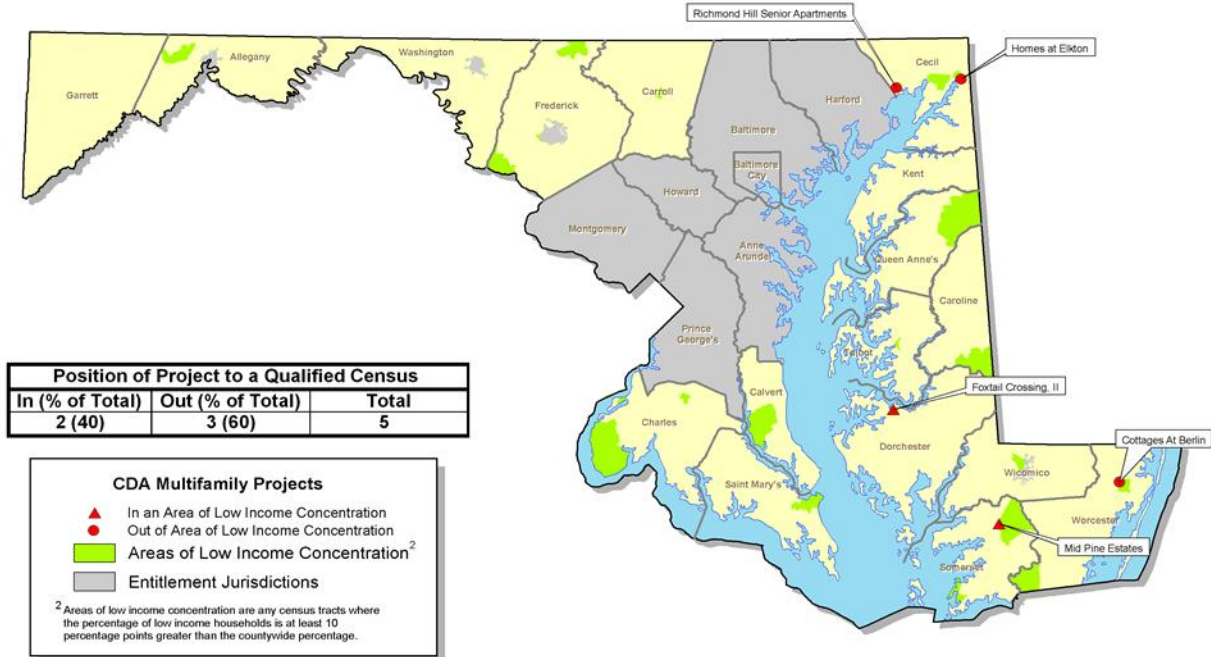 Richmond Hill Senior Apartments
Homes at Elkton
Garrett
Allegany
Washington
Frederick
Carroll
Baltimore
Harford
Cecil
Baltimore
City
Howard
Kent
Montgomery
Anne
Arundel
Queen Anne's
Caroline
Prince
George's
Talbot
Foxtail Crossing, II
Calvert
Charles
Dorchester
Cottages At Berlin
Wicomico
Saint Mary's
Worcester
Mid Pine Estates
Somerset
Position of Project to a Qualified Census
In (% of Total) Out (% of Total) Total
2 (40) 3 (60) 5
CDA Multifamily Projects
In an Area of Low Income Concentration
Out of Area of Low Income Concentration
Areas of Low Income Concentration2
Entitlement Jurisdictions
2 Areas of low income concentration are any census tracts where
the percentage of low income households is at least 10
percentage points greater than the countywide percentage.